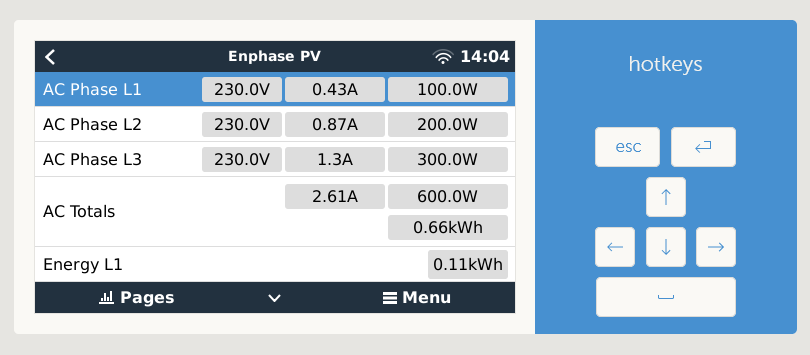 Enphase PV 14:04
AC Phase L1 230.0V 0.43A 100.0W
AC Phase L2 230.0V 0.87A 200.0W
AC Phase L3 230.0V 1.3A 300.0W
AC Totals 2.61A 600.0W
0.66kWh
Energy L1 0.11kWh
Pages Menu
hotkeys
esc